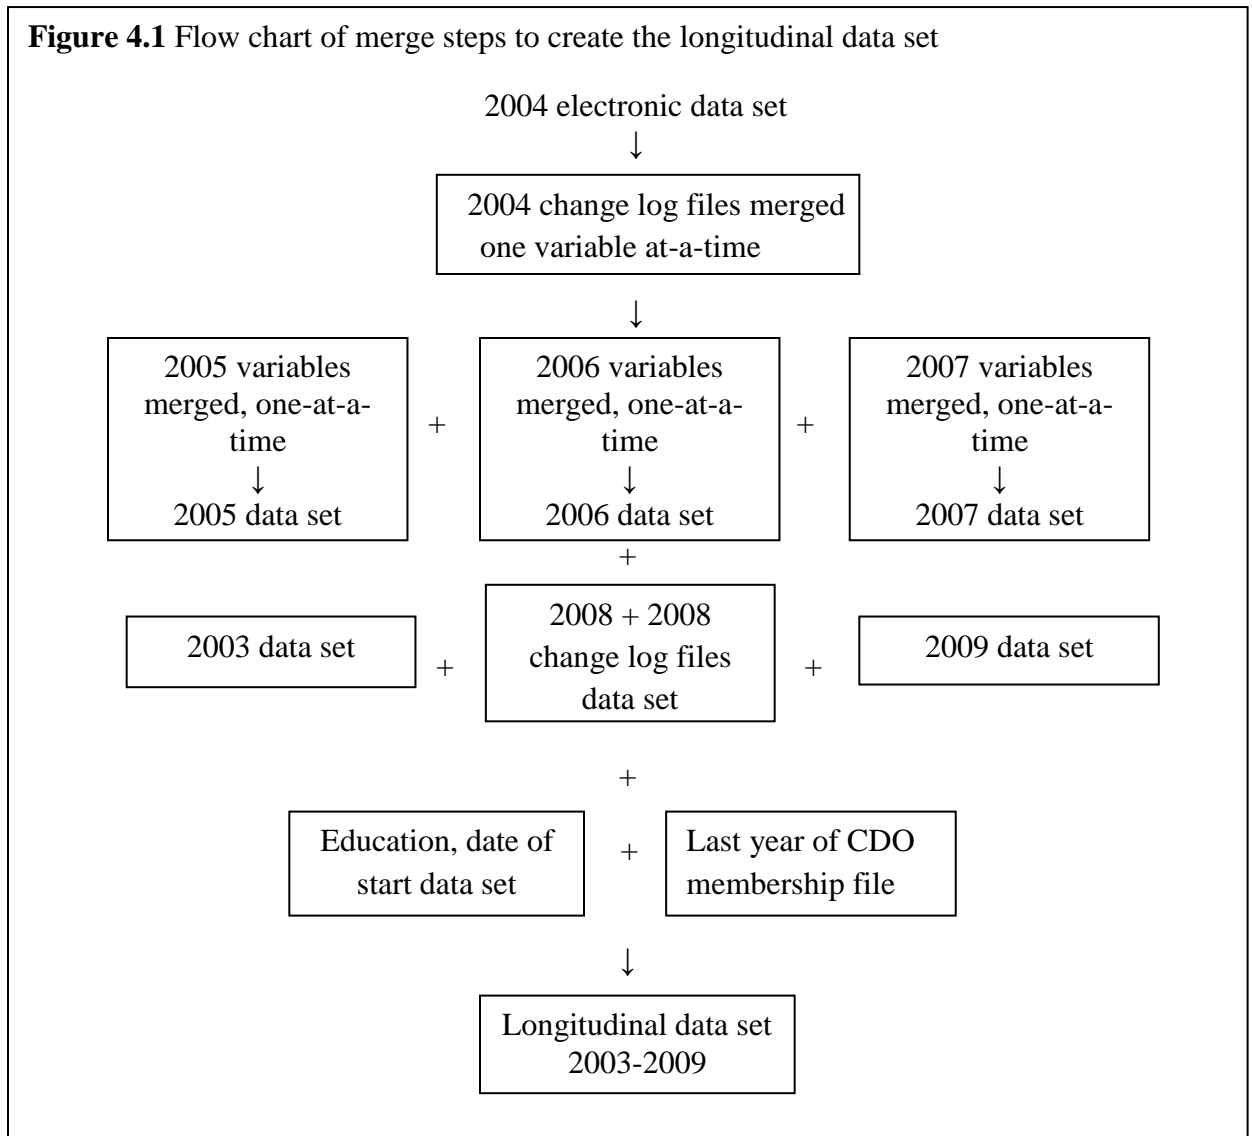 Figure 4.1 Flow chart of merge steps to create the longitudinal data set
2004 electronic data set
↓
2004 change log files merged
one variable at-a-time
↓
2005 variables
merged, one-at-a-
time
↓
2005 data set
+
2006 variables
merged, one-at-a-
time
↓
2006 data set
+
2007 variables
merged, one-at-a-
time
↓
2007 data set
+
2003 data set
+
2008 + 2008
change log files
data set
+
2009 data set
+
Education, date of
start data set
+
Last year of CDO
membership file
↓
Longitudinal data set
2003-2009